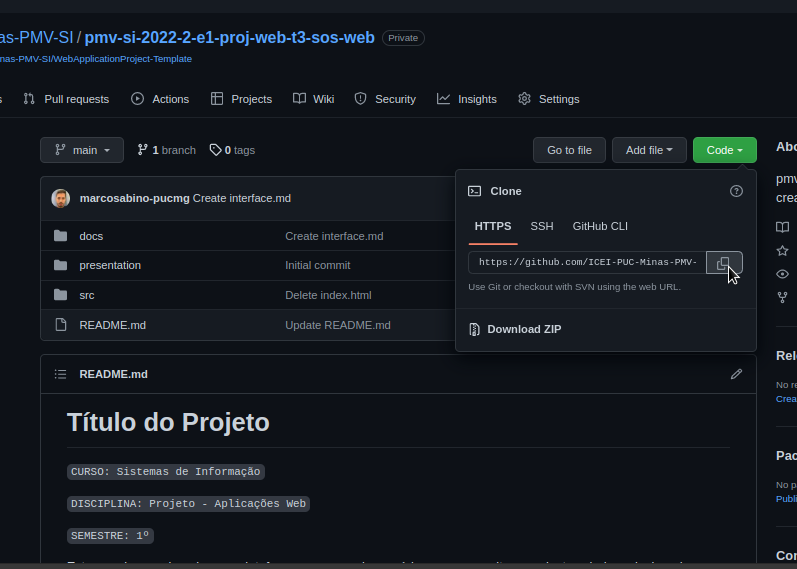 as-PMV-SI / pmv-si-2022-2-e1-proj-web-t3-sos-web Private
nas-PMV-SI/WebApplicationProject-Template
s Pull requests Actions Projects Wiki Security Insights Settings
main 1 branch 0 tags Go to file Add file Code
Abo
marcosabino-pucmg Create interface.md
docs Create interface.md
presentation Initial commit
src Delete index.html
README.md Update README.md
Clone
HTTPS SSH GitHub CLI
https://github.com/ICEI-PUC-Minas-PMV-
Use Git or checkout with SVN using the web URL.
Download ZIP
pmv
crea
README.md
Título do Projeto
CURSO: Sistemas de Informação
DISCIPLINA: Projeto - Aplicações Web
SEMESTRE: 1º
Rel
No re
Crea
Pac
No p
Publi
Con